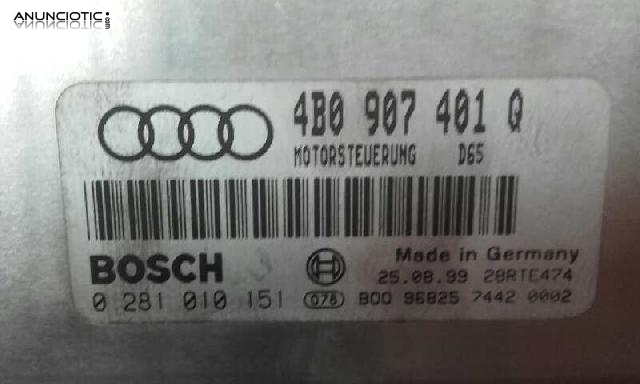 ANUNCIOTIC.com
4B0 907 401 Q
MOTORSTEUERUNG D65
Made in Germany
BOSCH
25.08.99 28RTE474
0 281 010 151 078 BOO 96825 7442 0002